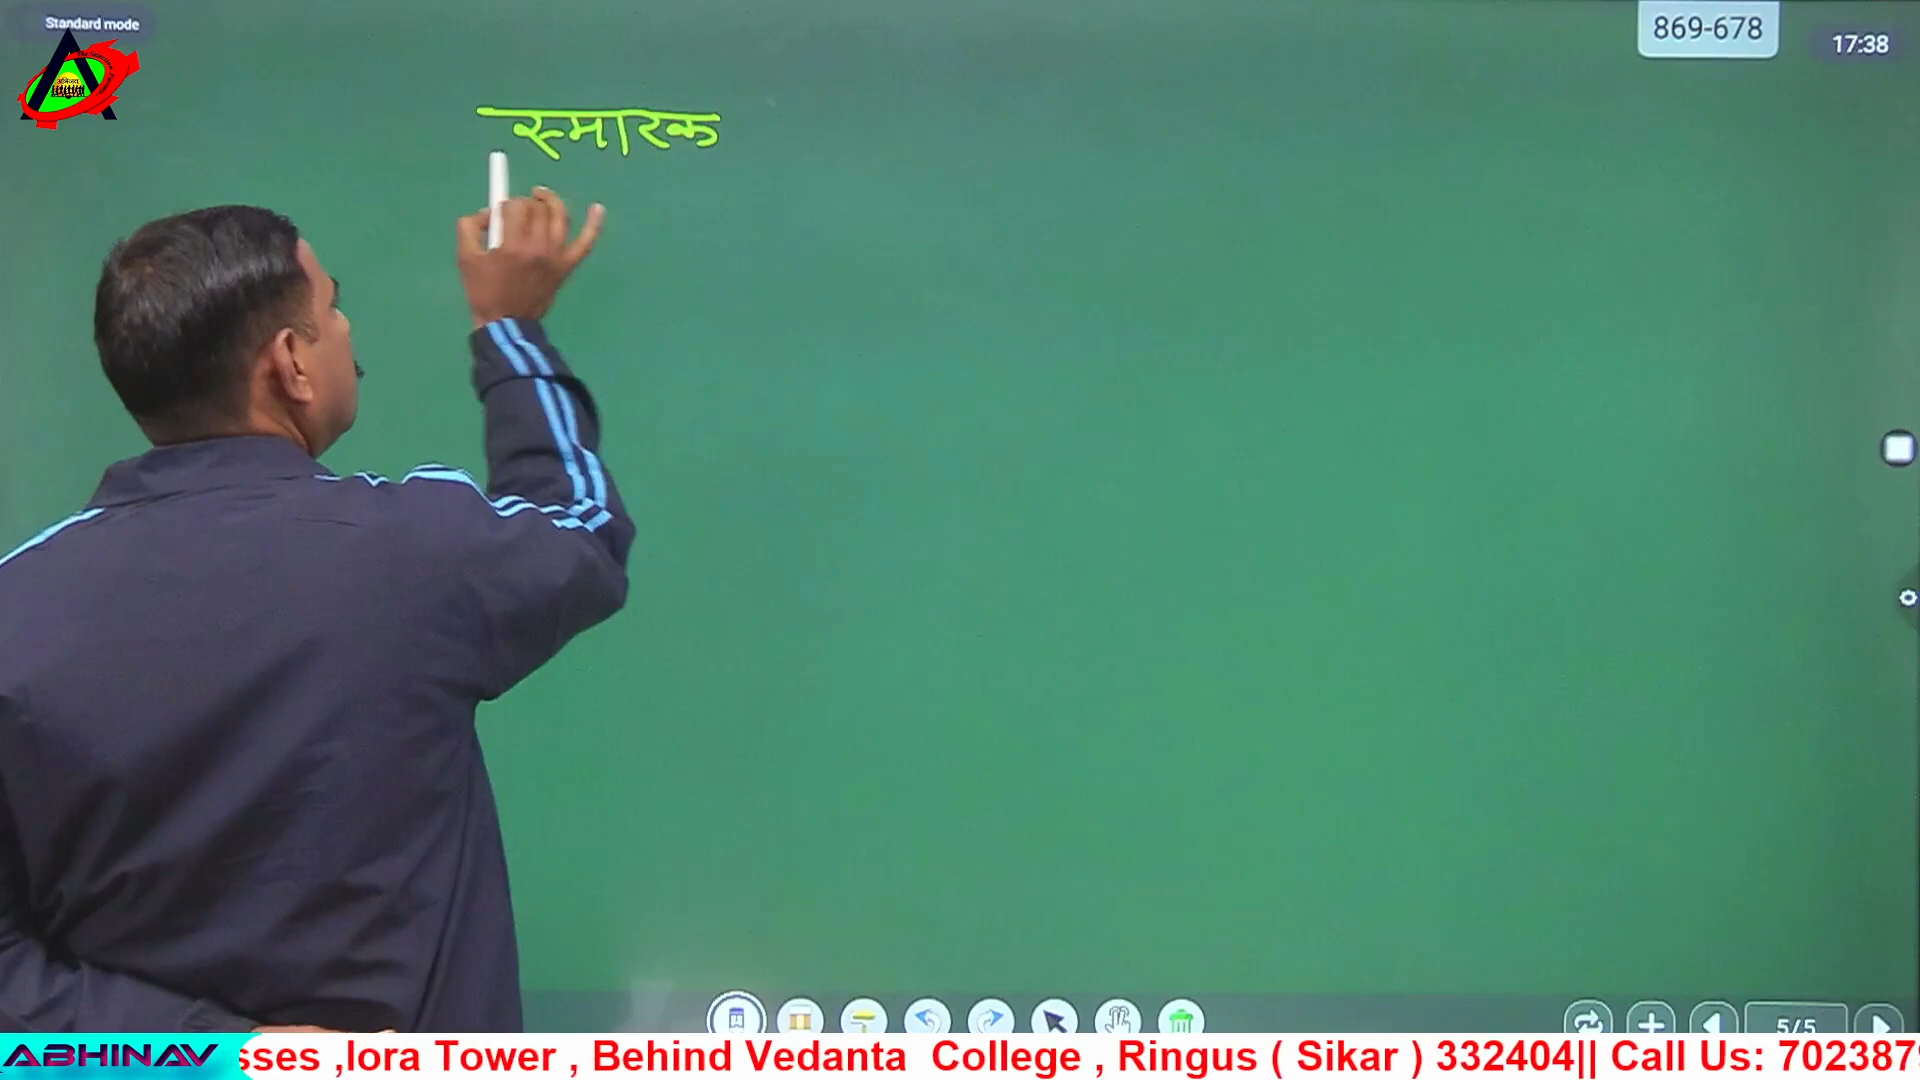 Standard mode
869-678
17:38
स्मारक
5/5
ABHINAV
sses ,Iora Tower , Behind Vedanta College , Ringus ( Sikar ) 332404|| Call Us: 702387